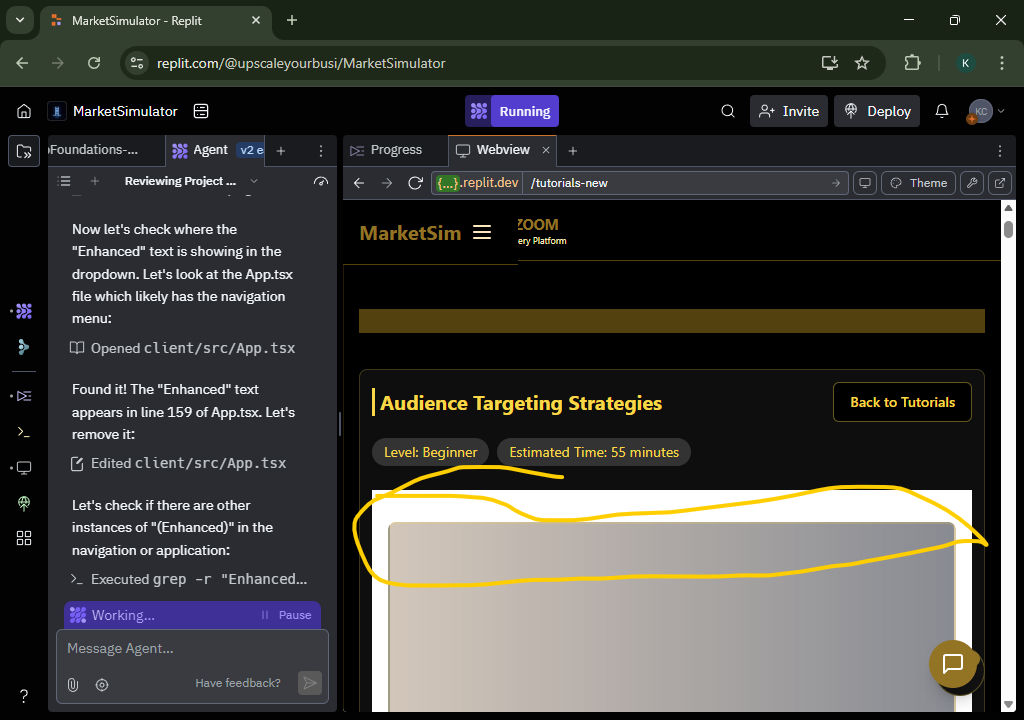 MarketSimulator - Replit
replit.com/@upscaleyourbusi/MarketSimulator
K
MarketSimulator
Running
Invite
Deploy
KC
Foundations-...
Agent
v2
Progress
Webview
Reviewing Project ...
{...}.replit.dev
/tutorials-new
Theme
Now let's check where the
"Enhanced" text is showing in the
dropdown. Let's look at the App.tsx
file which likely has the navigation
menu:
Opened client/src/App.tsx
Found it! The "Enhanced" text
appears in line 159 of App.tsx. Let's
remove it:
Edited client/src/App.tsx
Let's check if there are other
instances of "(Enhanced)" in the
navigation or application:
Executed grep -r "Enhanced...
Working...
Pause
Message Agent...
Have feedback?
?
MarketSim
ZOOM
ery Platform
Audience Targeting Strategies
Back to Tutorials
Level: Beginner
Estimated Time: 55 minutes